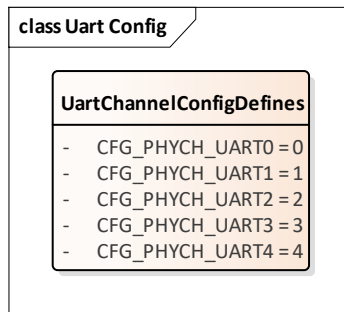 class Uart Config
UartChannelConfigDefines
- CFG_PHYCH_UART0 = 0
- CFG_PHYCH_UART1 = 1
- CFG_PHYCH_UART2 = 2
- CFG_PHYCH_UART3 = 3
- CFG_PHYCH_UART4 = 4